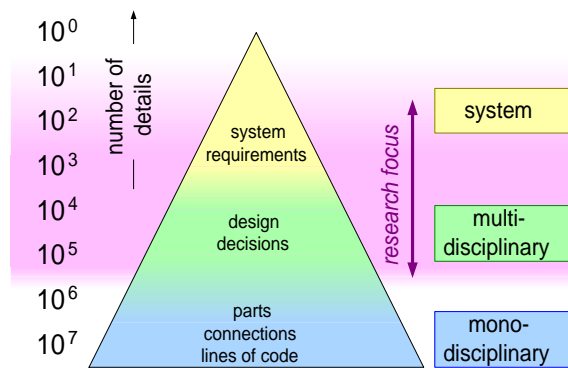 10⁰
10¹
10²
10³
10⁴
10⁵
10⁶
10⁷
number of
details
system
requirements
design
decisions
parts
connections
lines of code
research focus
system
multi-
disciplinary
mono-
disciplinary